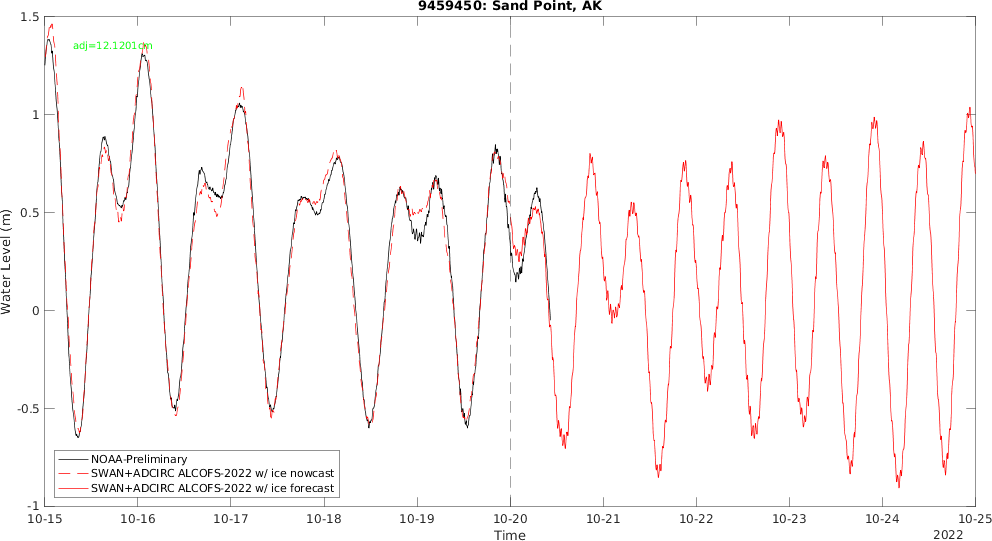 9459450: Sand Point, AK
adj=12.1201cm
Water Level (m)
1.5
1
0.5
0
-0.5
-1
NOAA-Preliminary
SWAN+ADCIRC ALCOFS-2022 w/ ice nowcast
SWAN+ADCIRC ALCOFS-2022 w/ ice forecast
10-15 10-16 10-17 10-18 10-19 10-20 10-21 10-22 10-23 10-24 10-25
Time
2022